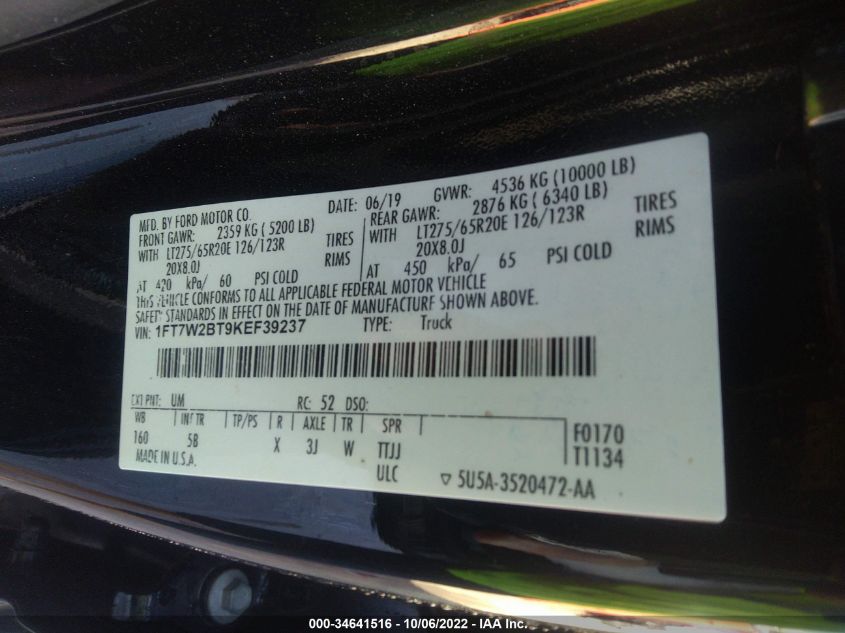 MFD. BY FORD MOTOR CO. DATE: 06/19 GVWR: 4536 KG (10000 LB)
FRONT GAWR: 2359 KG ( 5200 LB) REAR GAWR: 2876 KG ( 6340 LB)
WITH LT275/65R20E 126/123R TIRES WITH LT275/65R20E 126/123R TIRES
20X8.0J RIMS 20X8.0J RIMS
AT 420 kPa/ 60 PSI COLD AT 450 kPa/ 65 PSI COLD
THIS VEHICLE CONFORMS TO ALL APPLICABLE FEDERAL MOTOR VEHICLE
SAFETY STANDARDS IN EFFECT ON THE DATE OF MANUFACTURE SHOWN ABOVE.
VIN: 1FT7W2BT9KEF39237 TYPE: Truck
EXT PNT: UM RC: 52 DSO:
WB INT TR TP/PS R AXLE TR SPR
160 5B X 3J W TTJJ F0170
MADE IN U.S.A. ULC T1134
5U5A-3520472-AA
000-34641516 - 10/06/2022 - IAA Inc.